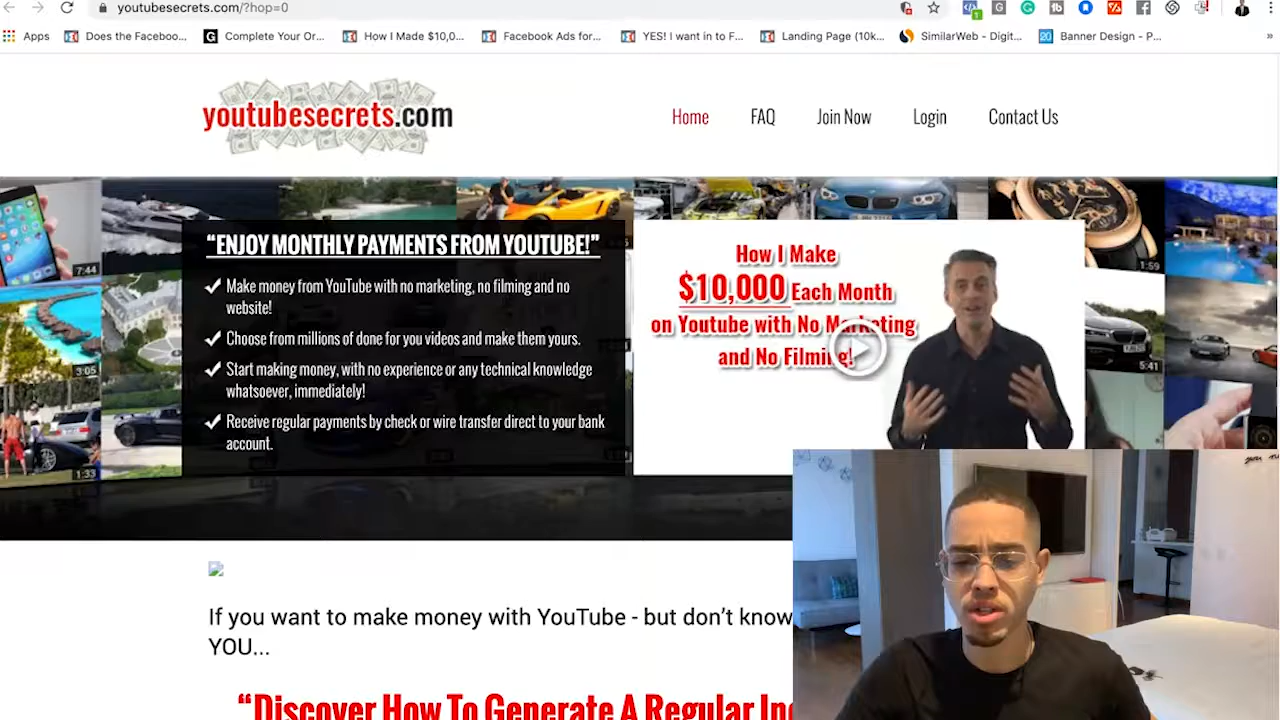 youtubesecrets.com/?hop=0
Apps
Does the Faceboo...
Complete Your Or...
How I Made $10,0...
Facebook Ads for...
YES! I want in to F...
Landing Page (10k...
SimilarWeb - Digit...
Banner Design - P...
»
youtubesecrets.com
Home
FAQ
Join Now
Login
Contact Us
“ENJOY MONTHLY PAYMENTS FROM YOUTUBE!”
Make money from YouTube with no marketing, no filming and no
website!
Choose from millions of done for you videos and make them yours.
Start making money, with no experience or any technical knowledge
whatsoever, immediately!
Receive regular payments by check or wire transfer direct to your bank
account.
How I Make
$10,000 Each Month
on Youtube with No Marketing
and No Filming!
7:44
3:05
1:33
1:59
5:41
If you want to make money with YouTube - but don’t know
YOU...
“Discover How To Generate A Regular Inc